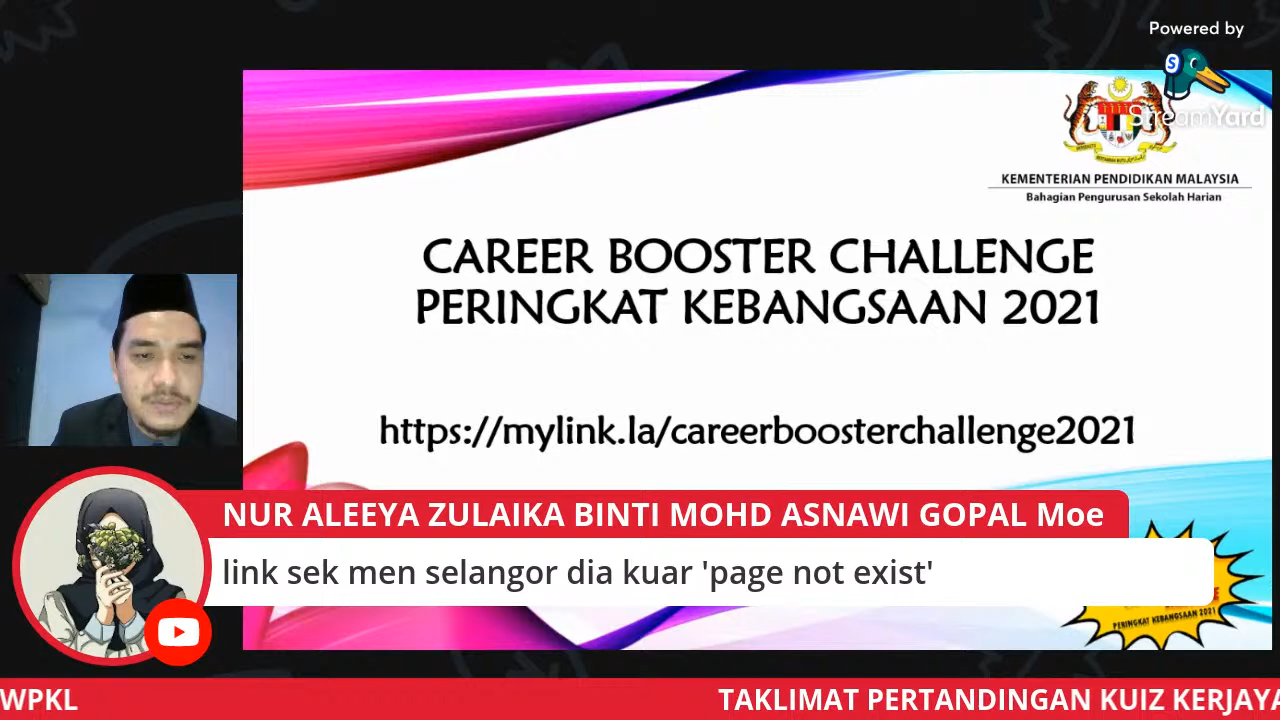 Powered by
StreamYard
KEMENTERIAN PENDIDIKAN MALAYSIA
Bahagian Pengurusan Sekolah Harian
CAREER BOOSTER CHALLENGE
PERINGKAT KEBANGSAAN 2021
https://mylink.la/careerboosterchallenge2021
NUR ALEEYA ZULAIKA BINTI MOHD ASNAWI GOPAL Moe
link sek men selangor dia kuar 'page not exist'
PERINGKAT KEBANGSAAN 2021
WPKL TAKLIMAT PERTANDINGAN KUIZ KERJAYA